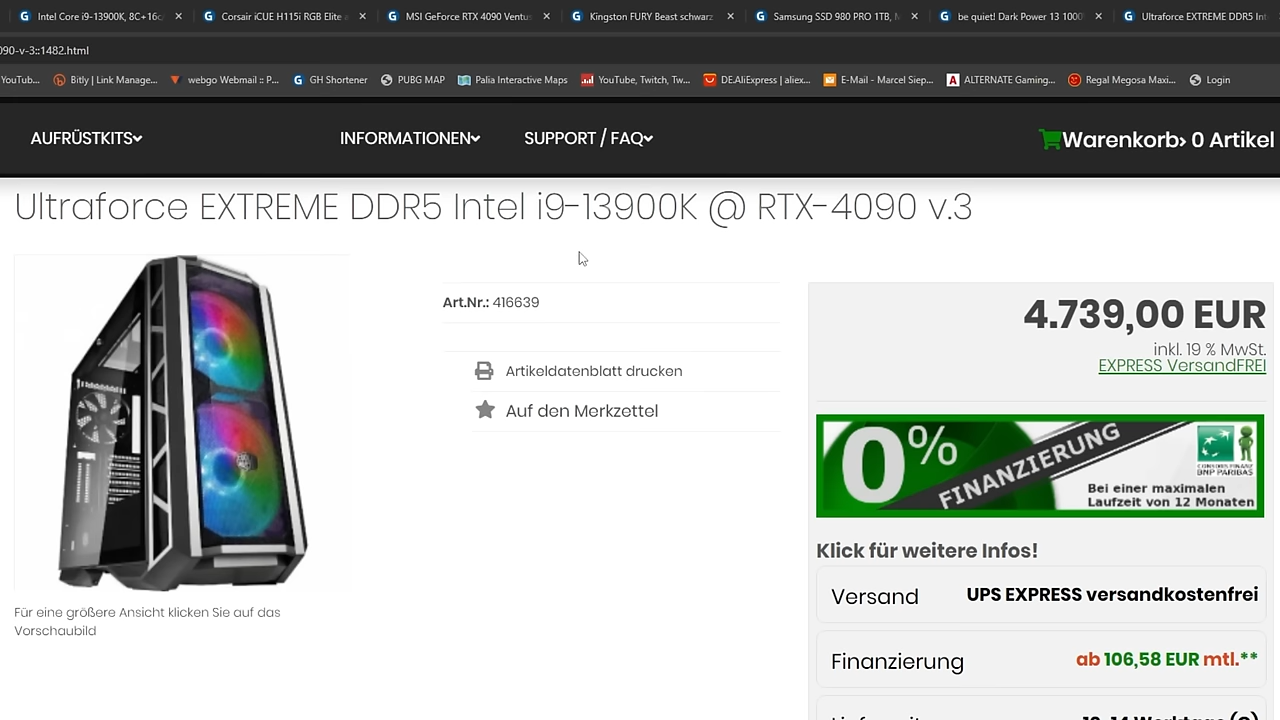 Intel Core i9-13900K, 8C+16c
Corsair iCUE H115i RGB Elite
MSI GeForce RTX 4090 Ventus
Kingston FURY Beast schwarz
Samsung SSD 980 PRO 1TB, M
be quiet! Dark Power 13 1000
Ultraforce EXTREME DDR5 Int
090-v-3::1482.html
YouTub...
Bitly | Link Manage...
webgo Webmail :: P...
GH Shortener
PUBG MAP
Palia Interactive Maps
YouTube, Twitch, Tw...
DE.AliExpress | aliex...
E-Mail - Marcel Siep...
ALTERNATE Gaming...
Regal Megosa Maxi...
Login
AUFRÜSTKITS
INFORMATIONEN
SUPPORT / FAQ
Warenkorb› 0 Artikel
Ultraforce EXTREME DDR5 Intel i9-13900K @ RTX-4090 v.3
Art.Nr.: 416639
Artikeldatenblatt drucken
Auf den Merkzettel
Für eine größere Ansicht klicken Sie auf das
Vorschaubild
4.739,00 EUR
inkl. 19 % MwSt.
EXPRESS VersandFREI
0% FINANZIERUNG
CONSORS FINANZ
BNP PARIBAS
Bei einer maximalen
Laufzeit von 12 Monaten
Klick für weitere Infos!
Versand
UPS EXPRESS versandkostenfrei
Finanzierung
ab 106,58 EUR mtl.**